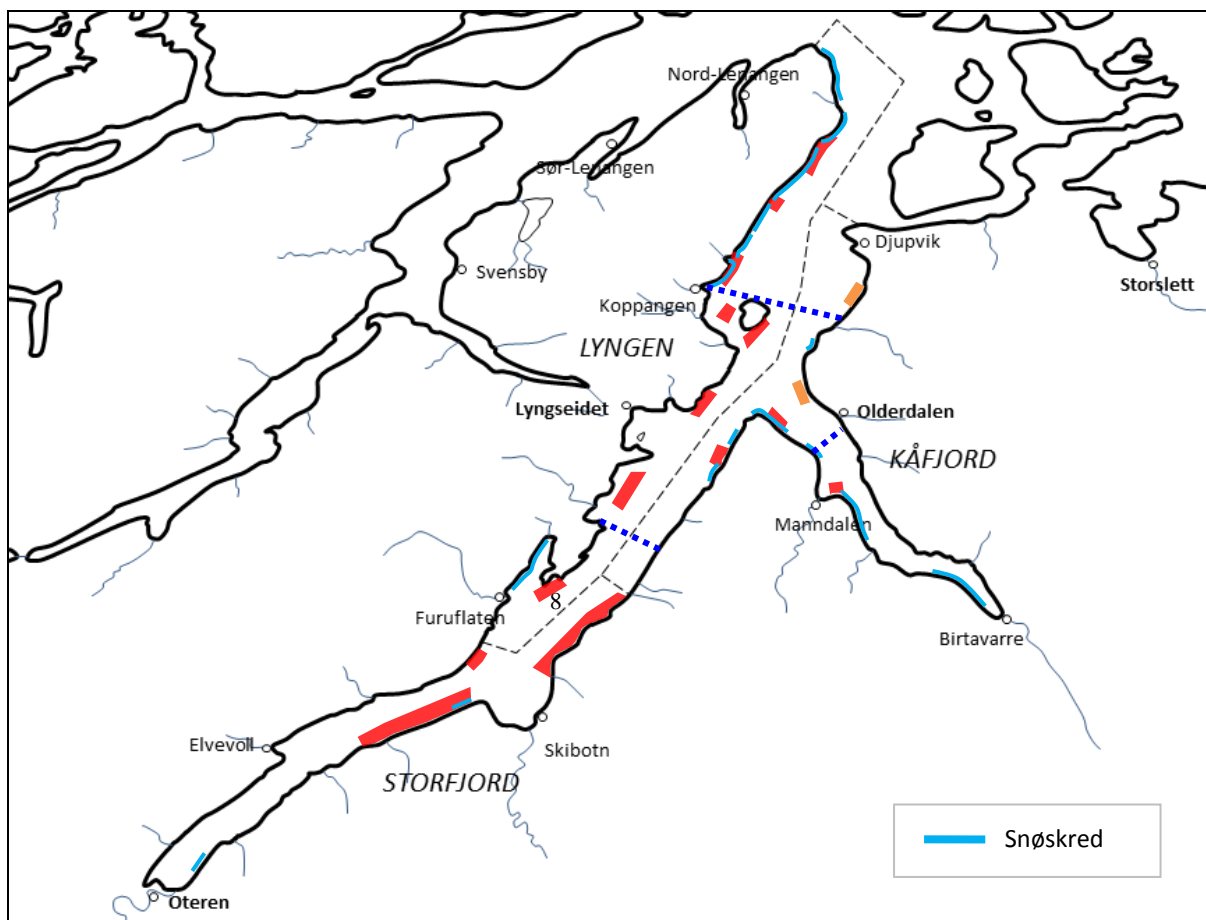 Nord-Lenangen
Sør-Lenangen
Djupvik
Svensby
Storslett
Koppangen
LYNGEN
Lyngseidet
Olderdalen
KÅFJORD
Manndalen
8
Furuflaten
Birtavarre
Elvevoll
Skibotn
STORFJORD
Snøskred
Oteren